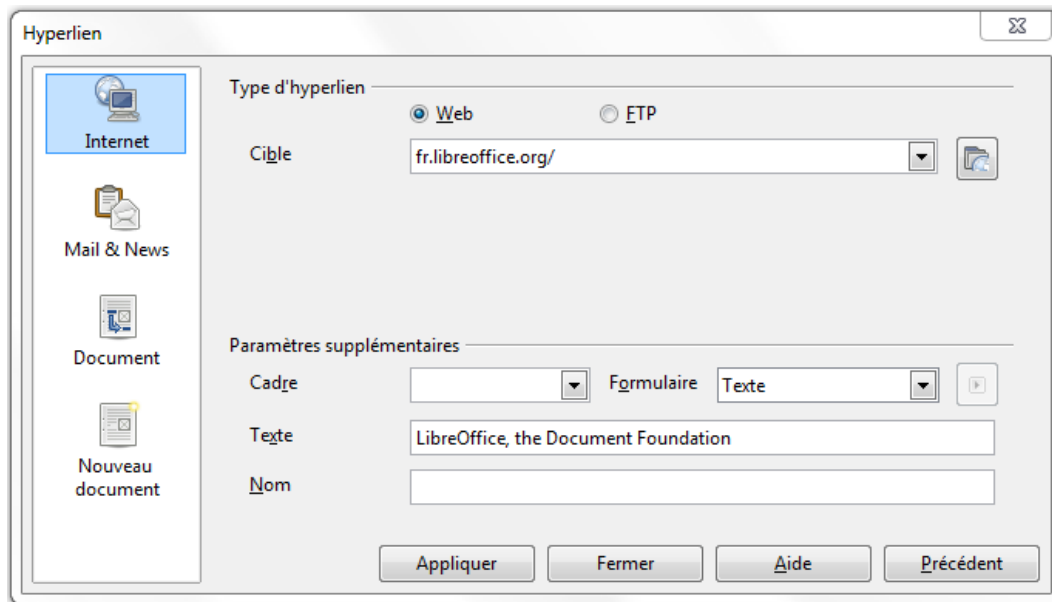 Hyperlien
Internet
Mail & News
Document
Nouveau
document
Type d'hyperlien
Web
FTP
Cible
fr.libreoffice.org/
Paramètres supplémentaires
Cadre
Formulaire
Texte
Texte
LibreOffice, the Document Foundation
Nom
Appliquer
Fermer
Aide
Précédent